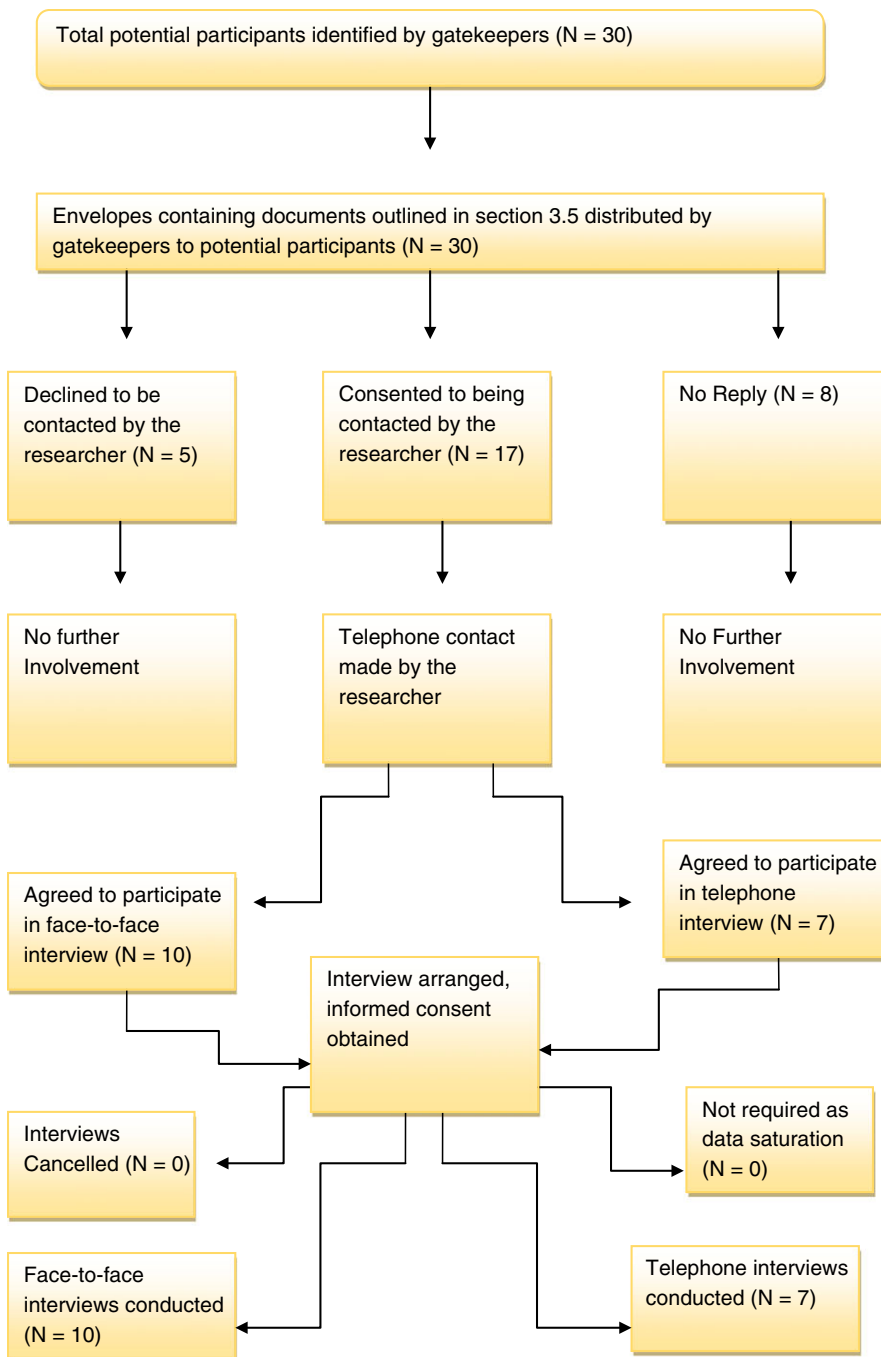 Total potential participants identified by gatekeepers (N = 30)
Envelopes containing documents outlined in section 3.5 distributed by
gatekeepers to potential participants (N = 30)
Declined to be
contacted by the
researcher (N = 5)
Consented to being
contacted by the
researcher (N = 17)
No Reply (N = 8)
No further
Involvement
Telephone contact
made by the
researcher
No Further
Involvement
Agreed to participate
in face-to-face
interview (N = 10)
Agreed to participate
in telephone
interview (N = 7)
Interview arranged,
informed consent
obtained
Interviews
Cancelled (N = 0)
Not required as
data saturation
(N = 0)
Face-to-face
interviews conducted
(N = 10)
Telephone interviews
conducted (N = 7)